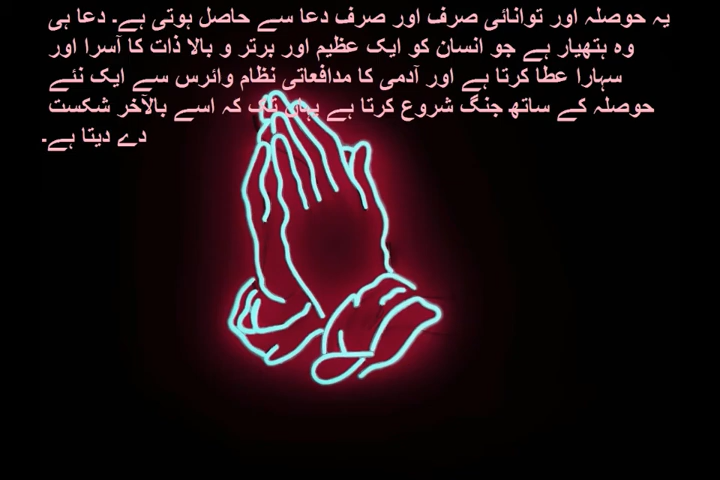 یہ حوصلہ اور توانائی صرف اور صرف دعا سے حاصل ہوتی ہے۔ دعا ہی
وہ ہتھیار ہے جو انسان کو ایک عظیم اور برتر و بالا ذات کا آسرا اور
سہارا عطا کرتا ہے اور آدمی کا مدافعاتی نظام وائرس سے ایک نئے
حوصلہ کے ساتھ جنگ شروع کرتا ہے یہاں تک کہ اسے بالآخر شکست
دے دیتا ہے۔